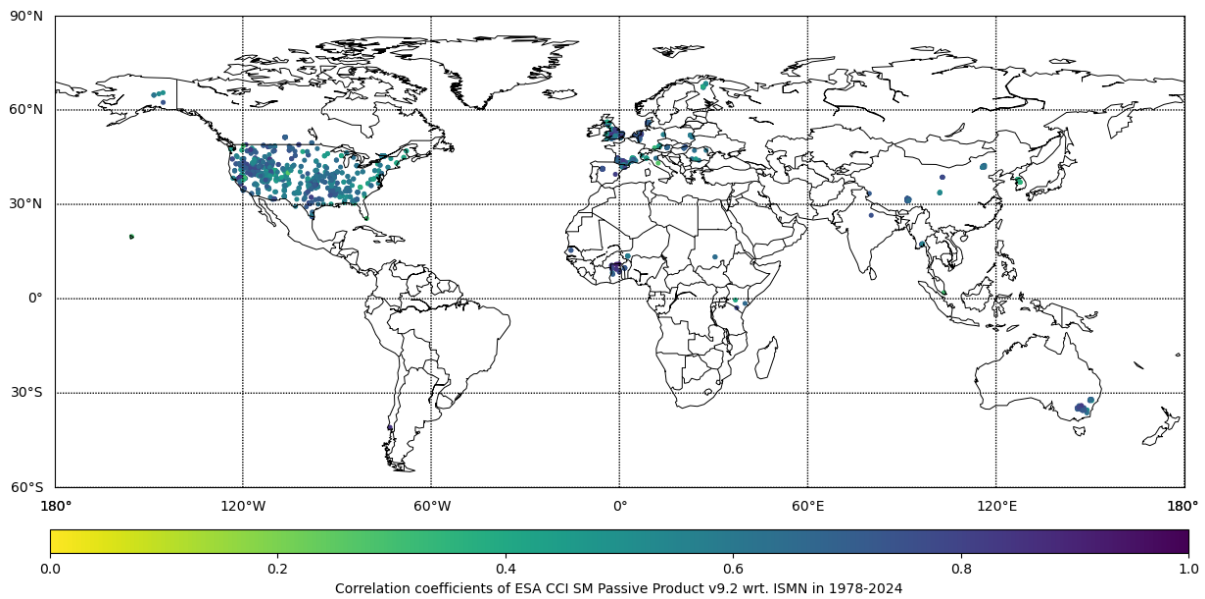 90°N
60°N
30°N
0°
30°S
60°S
180° 120°W 60°W 0° 60°E 120°E 180°
0.0 0.2 0.4 0.6 0.8 1.0
Correlation coefficients of ESA CCI SM Passive Product v9.2 wrt. ISMN in 1978-2024